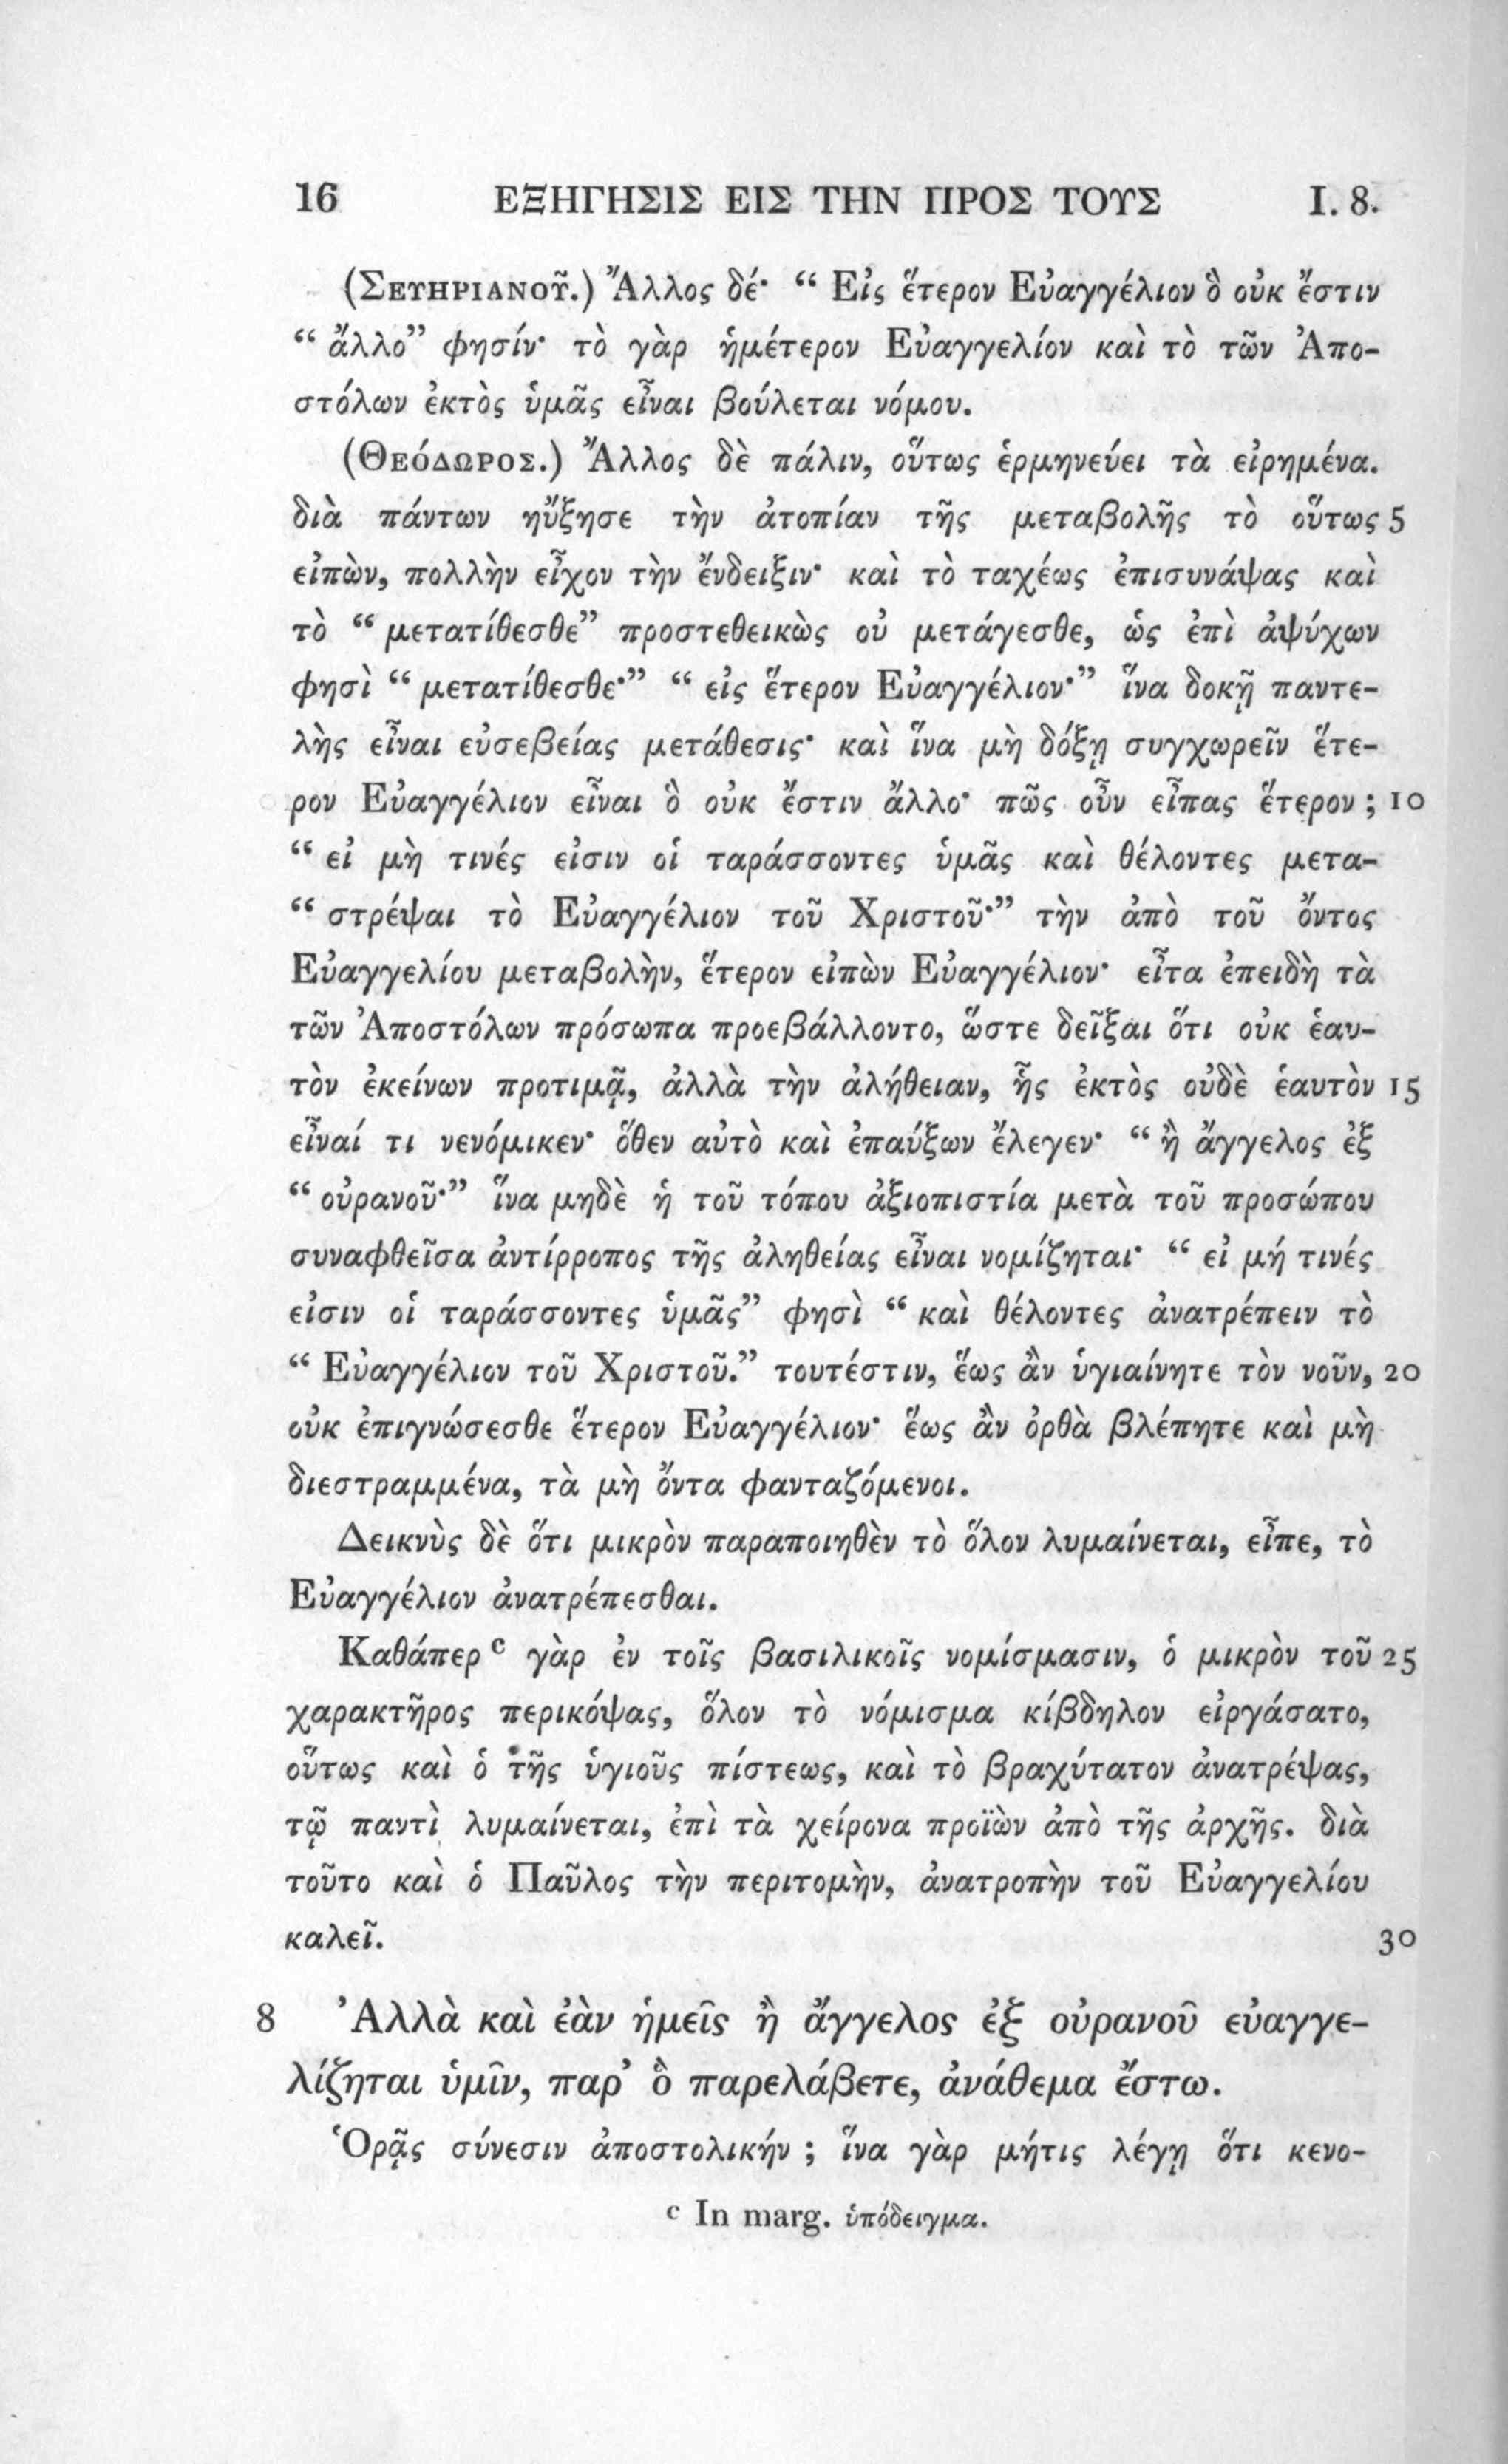 16 ΕΞΗΓΗΣΙΣ ΕΙΣ ΤΗΝ ΠΡΟΣ ΤΟΥΣ I. 8.
(Σευηριανοῦ.) Ἄλλος δέ· “ Εἰς ἕτερον Εὐαγγέλιον ὃ οὐκ ἔστιν
“ ἄλλο” φησίν· τὸ γὰρ ἡμέτερον Εὐαγγελίον καὶ τὸ τῶν Ἀπο-
στόλων ἐκτὸς ὑμᾶς εἶναι βούλεται νόμου.
(Θεόδωρος.) Ἄλλος δὲ πάλιν, οὕτως ἑρμηνεύει τὰ εἰρημένα.
διὰ πάντων ηὔξησε τὴν ἀτοπίαν τῆς μεταβολῆς τὸ οὕτως 5
εἰπὼν, πολλὴν εἶχον τὴν ἔνδειξιν· καὶ τὸ ταχέως ἐπισυνάψας καὶ
τὸ “ μετατίθεσθε” προστεθεικὼς οὐ μετάγεσθε, ὡς ἐπὶ ἀψύχων
φησὶ “ μετατίθεσθε·” “ εἰς ἕτερον Εὐαγγέλιον·” ἵνα δοκῇ παντε-
λὴς εἶναι εὐσεβείας μετάθεσις· καὶ ἵνα μὴ δόξῃ συγχωρεῖν ἕτε-
ρον Εὐαγγέλιον εἶναι ὃ οὐκ ἔστιν ἄλλο· πῶς οὖν εἶπας ἕτερον ; 10
“ εἰ μὴ τινές εἰσιν οἱ ταράσσοντες ὑμᾶς καὶ θέλοντες μετα-
“ στρέψαι τὸ Εὐαγγέλιον τοῦ Χριστοῦ·” τὴν ἀπὸ τοῦ ὄντος
Εὐαγγελίου μεταβολὴν, ἕτερον εἰπὼν Εὐαγγέλιον· εἶτα ἐπειδὴ τὰ
τῶν Ἀποστόλων πρόσωπα προεβάλλοντο, ὥστε δεῖξαι ὅτι οὐκ ἑαυ-
τὸν ἐκείνων προτιμᾷ, ἀλλὰ τὴν ἀλήθειαν, ἧς ἐκτὸς οὐδὲ ἑαυτὸν 15
εἶναί τι νενόμικεν· ὅθεν αὐτὸ καὶ ἐπαύξων ἔλεγεν· “ ἢ ἄγγελος ἐξ
“ οὐρανοῦ·” ἵνα μηδὲ ἡ τοῦ τόπου ἀξιοπιστία μετὰ τοῦ προσώπου
συναφθεῖσα ἀντίρροπος τῆς ἀληθείας εἶναι νομίζηται· “ εἰ μή τινές
εἰσιν οἱ ταράσσοντες ὑμᾶς” φησὶ “ καὶ θέλοντες ἀνατρέπειν τὸ
“ Εὐαγγέλιον τοῦ Χριστοῦ.” τουτέστιν, ἕως ἂν ὑγιαίνητε τὸν νοῦν, 20
οὐκ ἐπιγνώσεσθε ἕτερον Εὐαγγέλιον· ἕως ἂν ὀρθὰ βλέπητε καὶ μὴ
διεστραμμένα, τὰ μὴ ὄντα φανταζόμενοι.
Δεικνὺς δὲ ὅτι μικρὸν παραποιηθὲν τὸ ὅλον λυμαίνεται, εἶπε, τὸ
Εὐαγγέλιον ἀνατρέπεσθαι.
Καθάπερ c γὰρ ἐν τοῖς βασιλικοῖς νομίσμασιν, ὁ μικρὸν τοῦ 25
χαρακτῆρος περικόψας, ὅλον τὸ νόμισμα κίβδηλον εἰργάσατο,
οὕτως καὶ ὁ τῆς ὑγιοῦς πίστεως, καὶ τὸ βραχύτατον ἀνατρέψας,
τῷ παντὶ λυμαίνεται, ἐπὶ τὰ χείρονα προϊὼν ἀπὸ τῆς ἀρχῆς. διὰ
τοῦτο καὶ ὁ Παῦλος τὴν περιτομὴν, ἀνατροπὴν τοῦ Εὐαγγελίου
καλεῖ. 30
8 Ἀλλὰ καὶ ἐὰν ἡμεῖς ἢ ἄγγελος ἐξ οὐρανοῦ εὐαγγε-
λίζηται ὑμῖν, παρ’ ὃ παρελάβετε, ἀνάθεμα ἔστω.
Ὁρᾷς σύνεσιν ἀποστολικήν ; ἵνα γὰρ μήτις λέγῃ ὅτι κενο-
c In marg. ὑπόδειγμα.